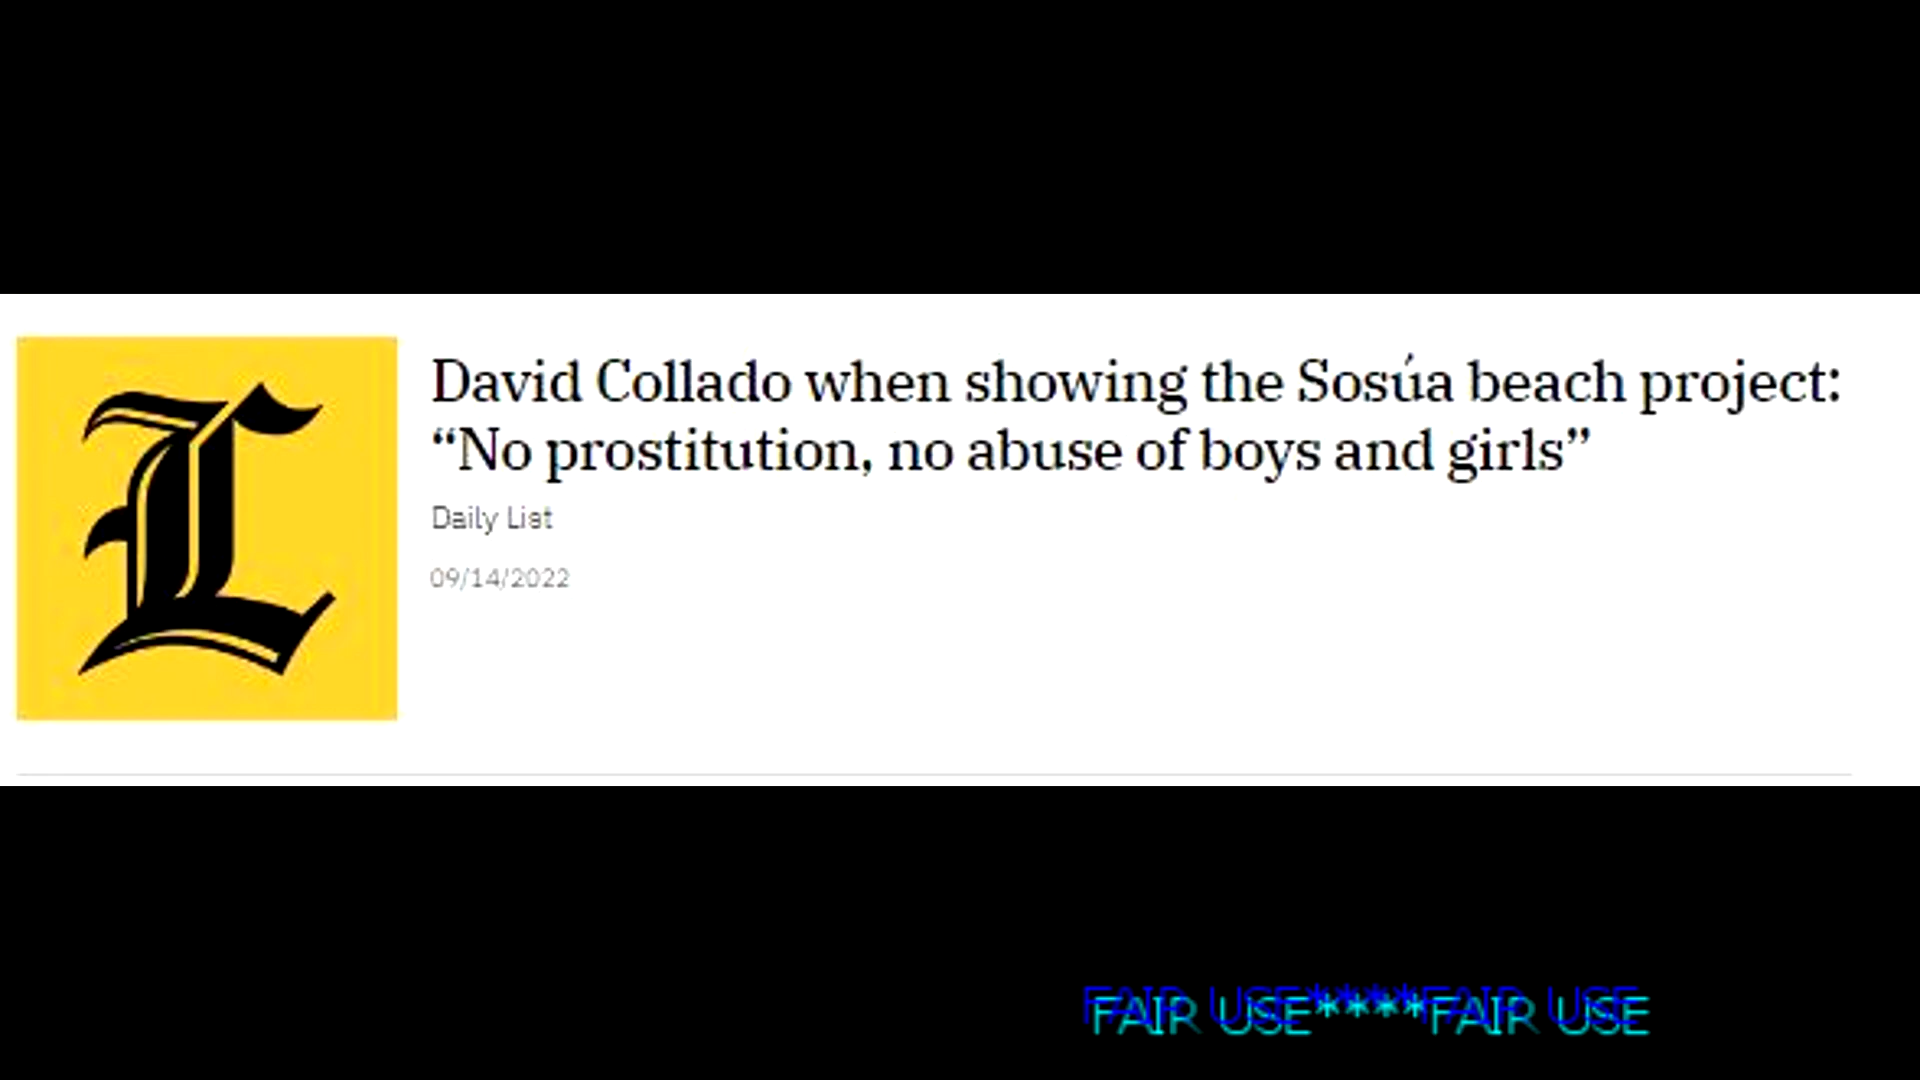 L
David Collado when showing the Sosúa beach project:
“No prostitution, no abuse of boys and girls”
Daily List
09/14/2022
FAIR USE****FAIR USE